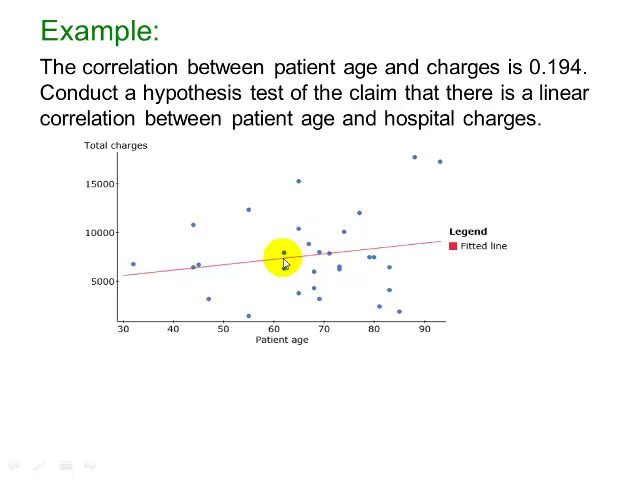 Example:
The correlation between patient age and charges is 0.194.
Conduct a hypothesis test of the claim that there is a linear
correlation between patient age and hospital charges.
Total charges
15000
10000
5000
30 40 50 60 70 80 90
Patient age
Legend
Fitted line